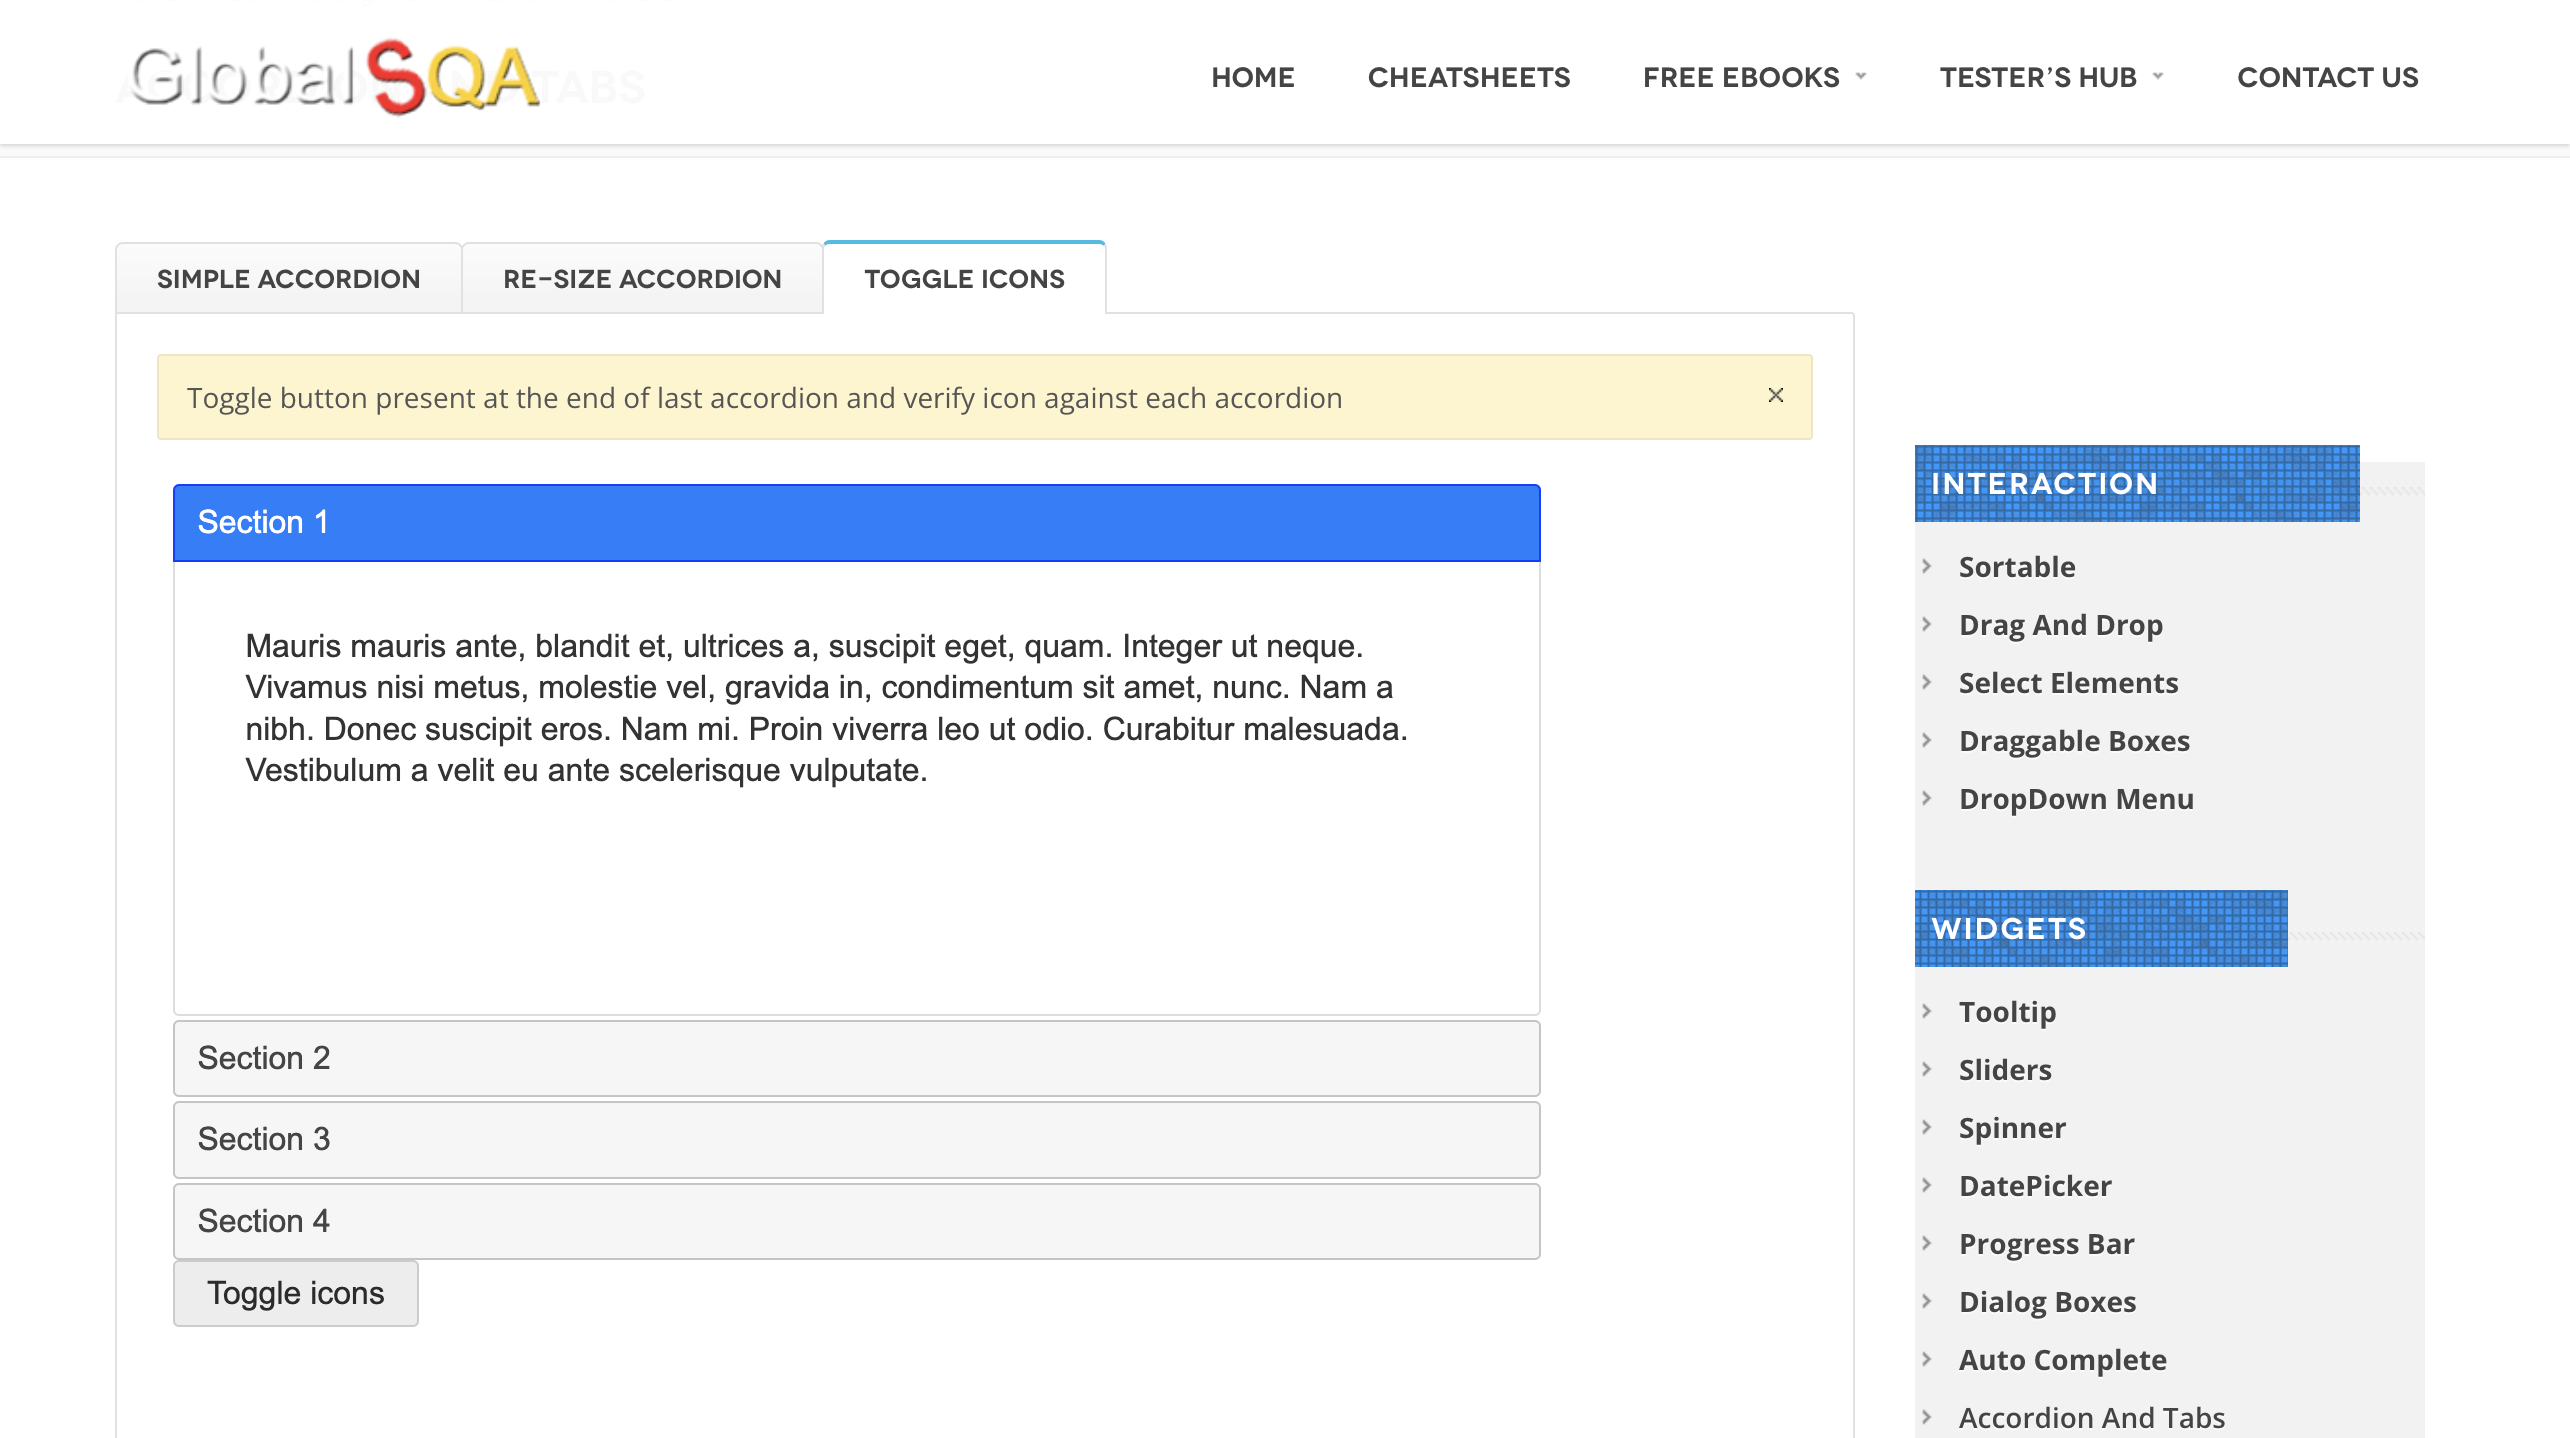 GlobalSQA
HOME
CHEATSHEETS
FREE EBOOKS
TESTER'S HUB
CONTACT US
SIMPLE ACCORDION
RE-SIZE ACCORDION
TOGGLE ICONS
Toggle button present at the end of last accordion and verify icon against each accordion
×
Section 1
Mauris mauris ante, blandit et, ultrices a, suscipit eget, quam. Integer ut neque.
Vivamus nisi metus, molestie vel, gravida in, condimentum sit amet, nunc. Nam a
nibh. Donec suscipit eros. Nam mi. Proin viverra leo ut odio. Curabitur malesuada.
Vestibulum a velit eu ante scelerisque vulputate.
Section 2
Section 3
Section 4
Toggle icons
INTERACTION
Sortable
Drag And Drop
Select Elements
Draggable Boxes
DropDown Menu
WIDGETS
Tooltip
Sliders
Spinner
DatePicker
Progress Bar
Dialog Boxes
Auto Complete
Accordion And Tabs